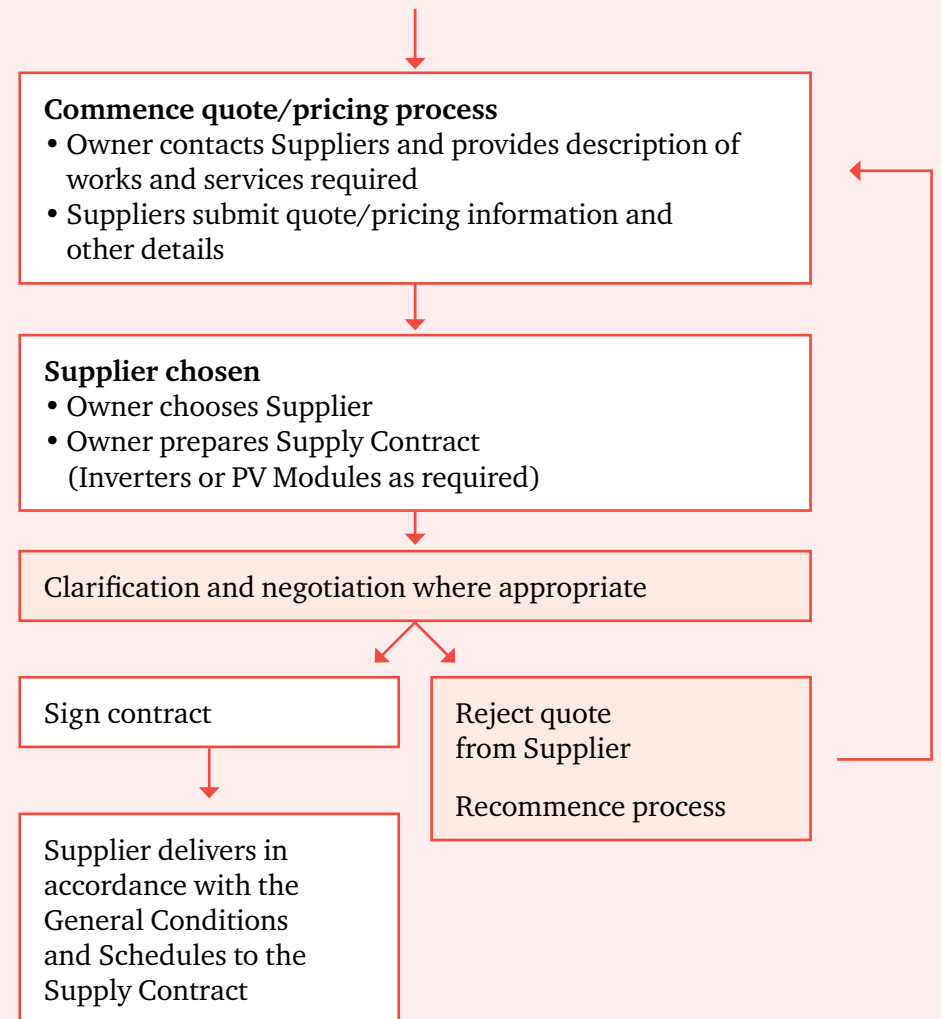 Commence quote/pricing process
• Owner contacts Suppliers and provides description of
works and services required
• Suppliers submit quote/pricing information and
other details
Supplier chosen
• Owner chooses Supplier
• Owner prepares Supply Contract
(Inverters or PV Modules as required)
Clarification and negotiation where appropriate
Sign contract
Reject quote
from Supplier
Recommence process
Supplier delivers in
accordance with the
General Conditions
and Schedules to the
Supply Contract